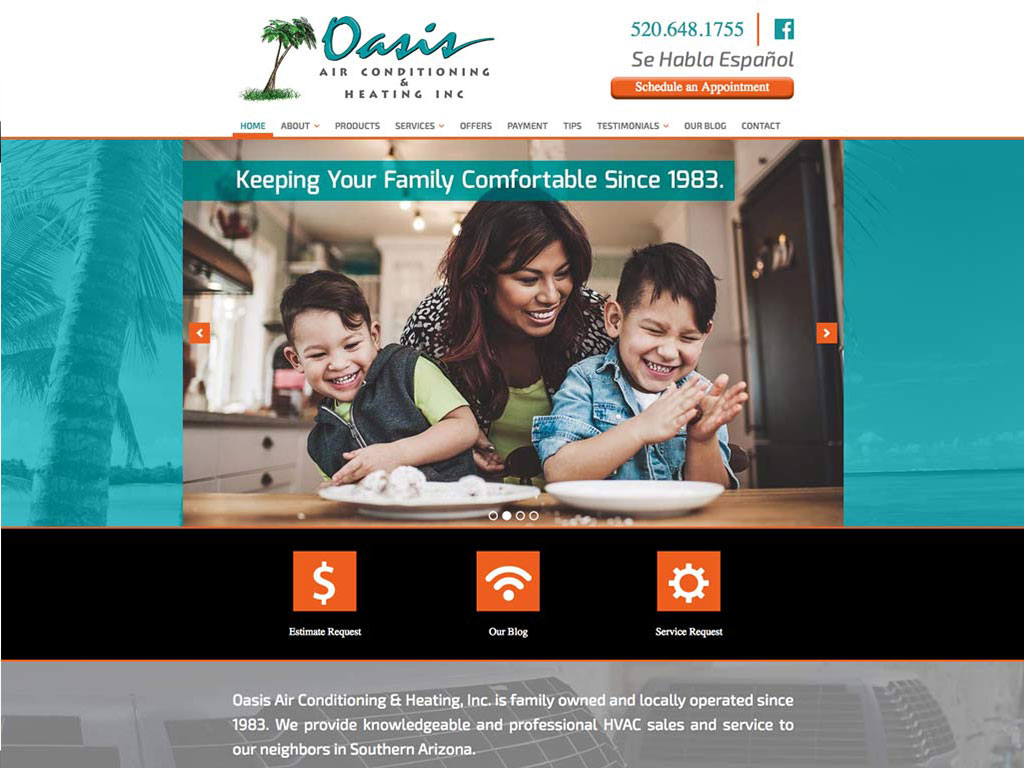 Oasis
AIR CONDITIONING
&
HEATING INC
520.648.1755
Se Habla Español
Schedule an Appointment
HOME ABOUT PRODUCTS SERVICES OFFERS PAYMENT TIPS TESTIMONIALS OUR BLOG CONTACT
Keeping Your Family Comfortable Since 1983.
Estimate Request
Our Blog
Service Request
Oasis Air Conditioning & Heating, Inc. is family owned and locally operated since
1983. We provide knowledgeable and professional HVAC sales and service to
our neighbors in Southern Arizona.